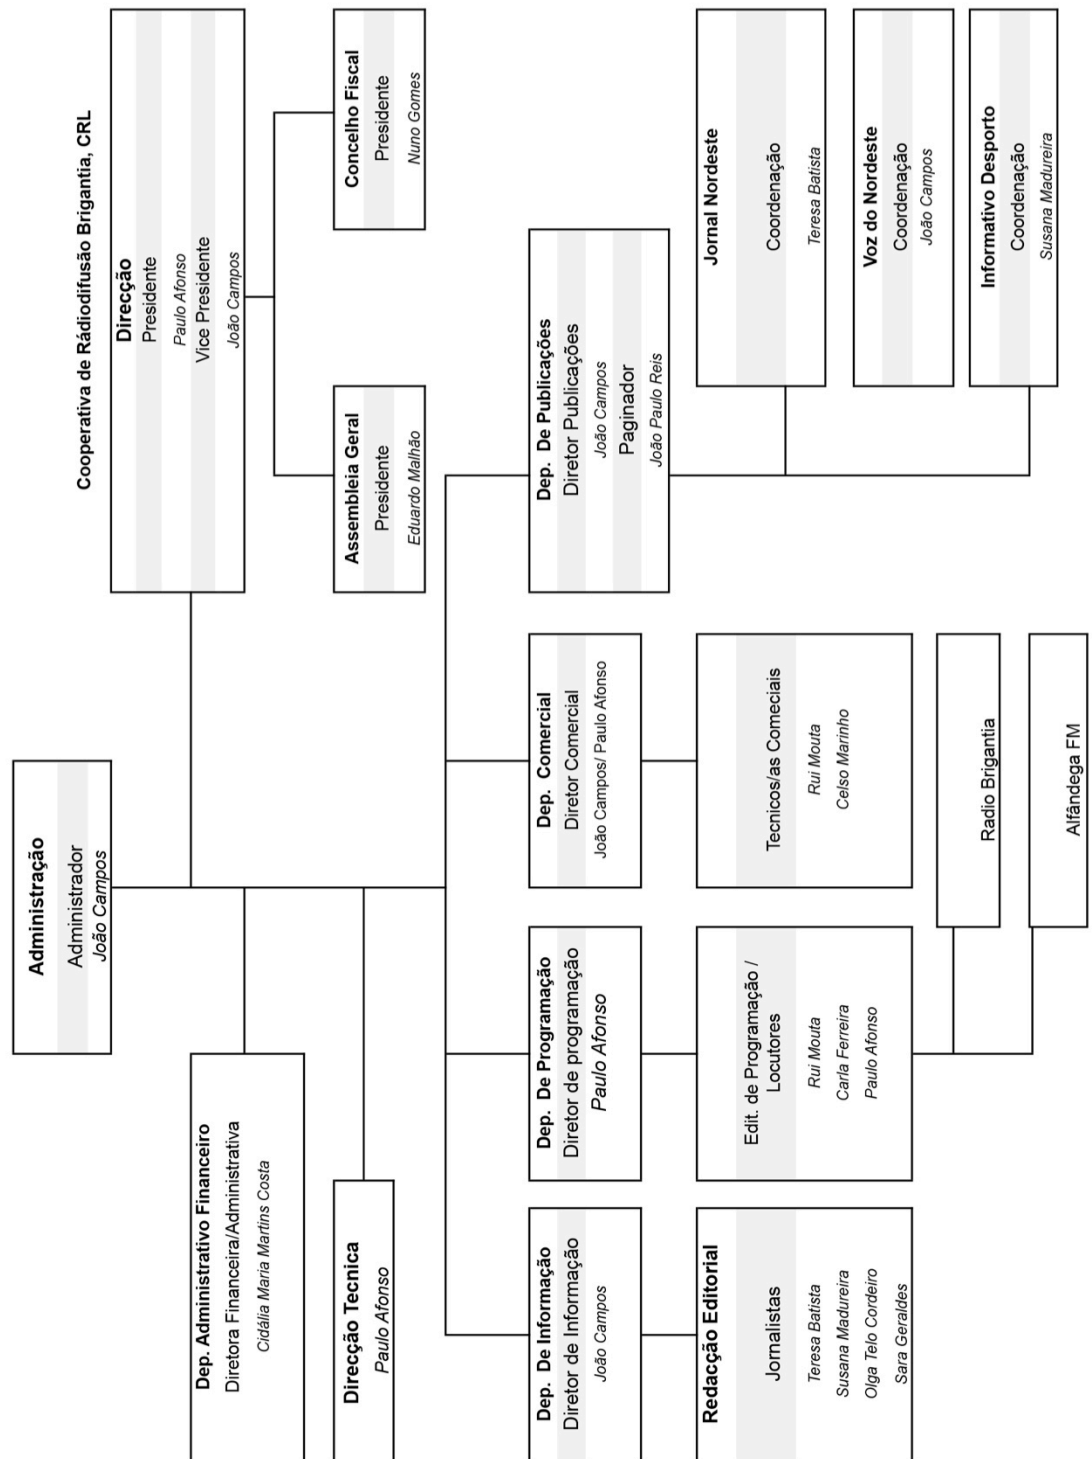 Administração
Administrador
João Campos
Cooperativa de Rádiodifusão Brigantia, CRL
Direcção
Presidente
Paulo Afonso
Vice Presidente
João Campos
Dep. Administrativo Financeiro
Diretora Financeira/Administrativa
Cidália Maria Martins Costa
Assembleia Geral
Presidente
Eduardo Malhão
Concelho Fiscal
Presidente
Nuno Gomes
Direcção Tecnica
Paulo Afonso
Dep. De Informação
Diretor de Informação
João Campos
Dep. De Programação
Diretor de programação
Paulo Afonso
Dep. Comercial
Diretor Comercial
João Campos/ Paulo Afonso
Dep. De Publicações
Diretor Publicações
João Campos
Paginador
João Paulo Reis
Redacção Editorial
Jornalistas
Teresa Batista
Susana Madureira
Olga Telo Cordeiro
Sara Geraldes
Edit. de Programação /
Locutores
Rui Mouta
Carla Ferreira
Paulo Afonso
Tecnicos/as Comeciais
Rui Mouta
Celso Marinho
Jornal Nordeste
Coordenação
Teresa Batista
Voz do Nordeste
Coordenação
João Campos
Informativo Desporto
Coordenação
Susana Madureira
Radio Brigantia
Alfândega FM